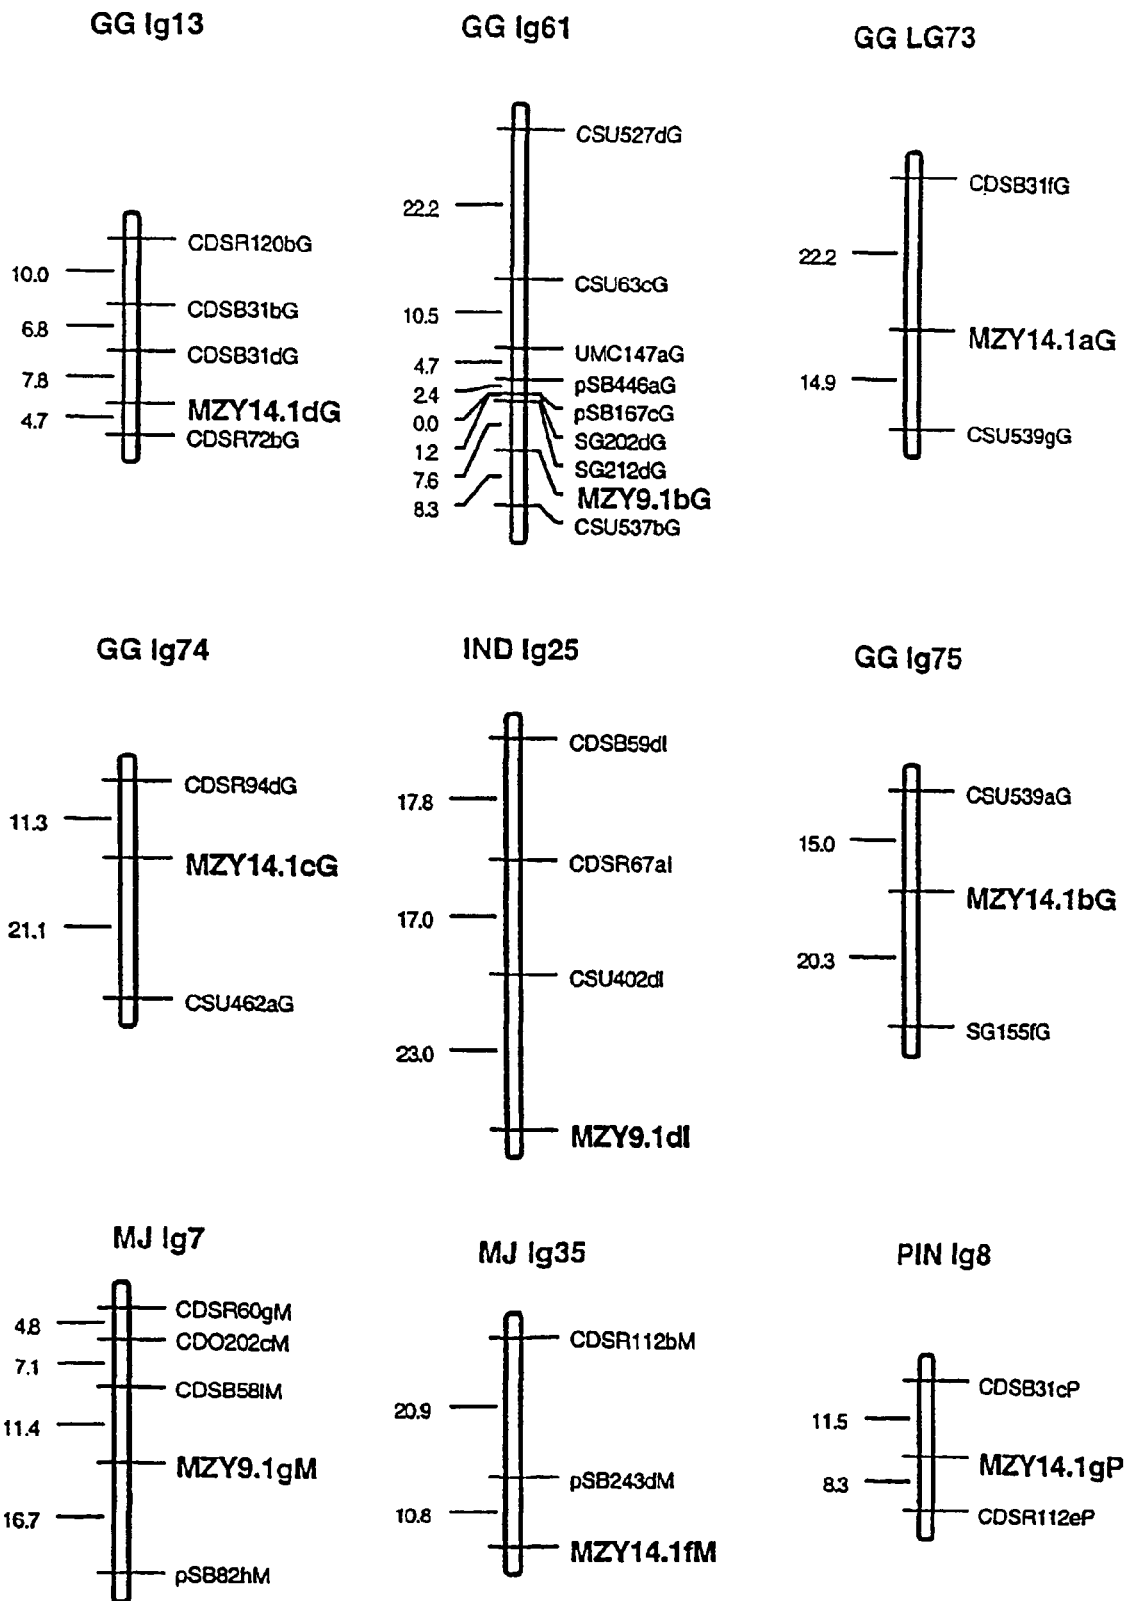 GG lg13
CDSR120bG
10.0
CDSB31bG
6.8
CDSB31dG
7.8
MZY14.1dG
4.7
CDSR72bG
GG lg61
CSU527dG
22.2
CSU63cG
10.5
UMC147aG
4.7
pSB446aG
2.4
pSB167cG
0.0
SG202dG
1.2
SG212dG
7.6
MZY9.1bG
8.3
CSU537bG
GG LG73
CDSB31fG
22.2
MZY14.1aG
14.9
CSU539gG
GG lg74
CDSR94dG
11.3
MZY14.1cG
21.1
CSU462aG
IND lg25
CDSB59dI
17.8
CDSR67aI
17.0
CSU402dI
23.0
MZY9.1dI
GG lg75
CSU539aG
15.0
MZY14.1bG
20.3
SG155fG
MJ lg7
CDSR60gM
4.8
CDO202cM
7.1
CDSB58IM
11.4
MZY9.1gM
16.7
pSB82hM
MJ lg35
CDSR112bM
20.9
pSB243dM
10.8
MZY14.1fM
PIN lg8
CDSB31cP
11.5
MZY14.1gP
8.3
CDSR112eP